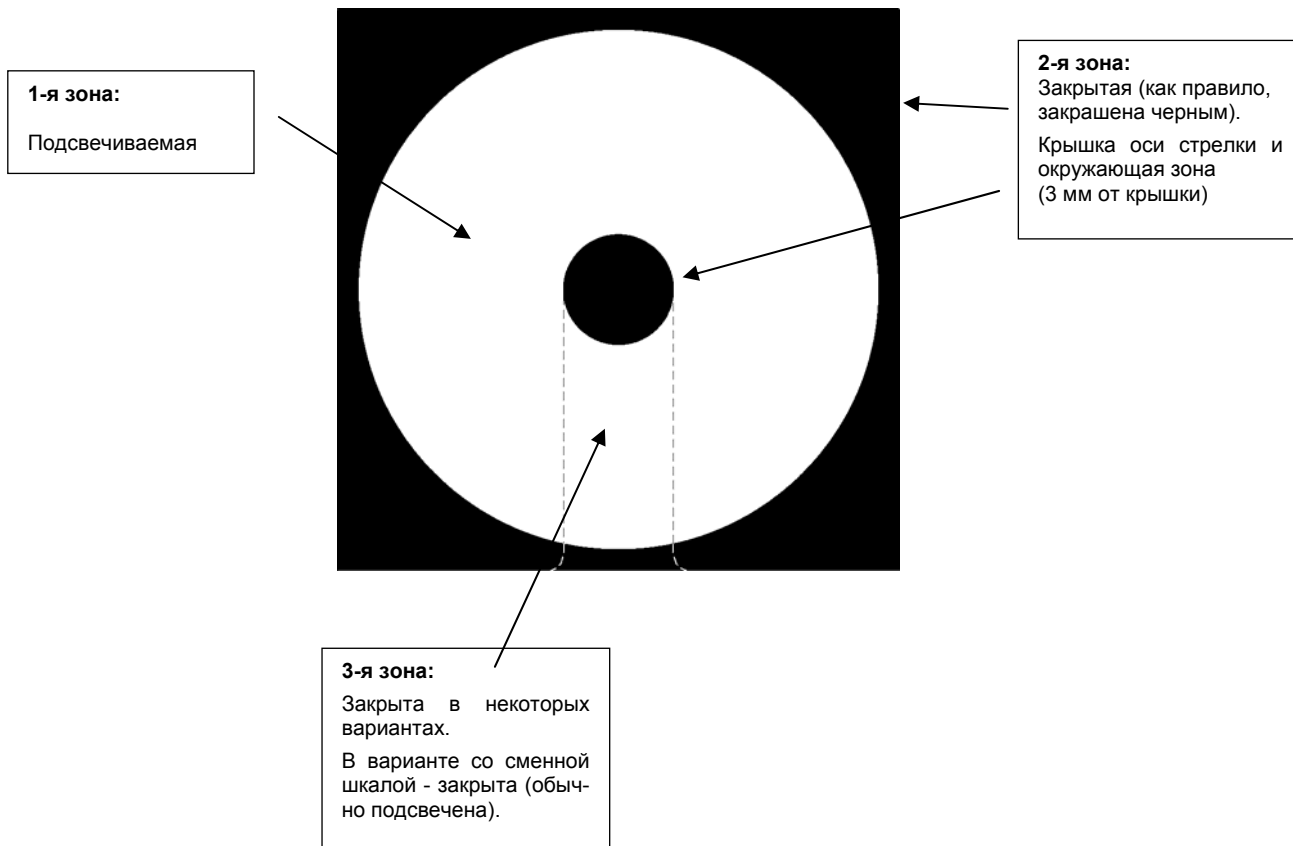 1-я зона:
Подсвечиваемая
2-я зона:
Закрытая (как правило,
закрашена черным).
Крышка оси стрелки и
окружающая зона
(3 мм от крышки)
3-я зона:
Закрыта в некоторых
вариантах.
В варианте со сменной
шкалой - закрыта (обыч-
но подсвечена).